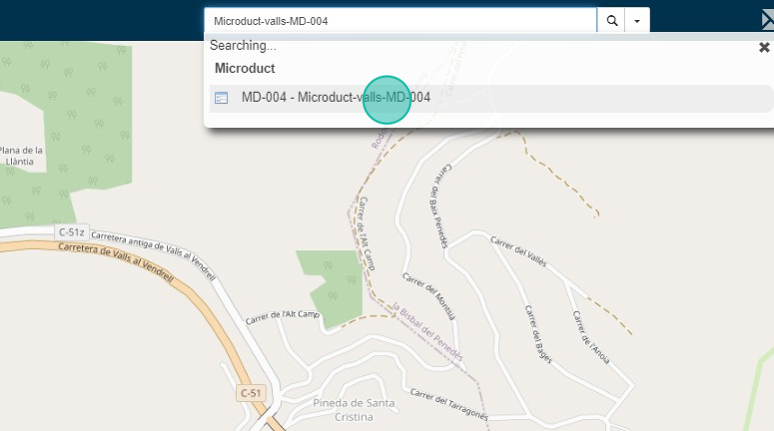 Microduct-valls-MD-004
Searching...
Microduct
MD-004 - Microduct-valls-MD-004
Carrer del
Plana de la
Llàntia
Carrer de l'Alt Camp
Carrer del Baix Penedès
C-51z
Carretera antiga de Valls al Vendrell
Carretera de Valls al Vendrell
Carrer del Vallès
Carrer del Montsià
Carrer de l'Alt Camp
la Bisbal del Penedès
Carrer del Bages
Carrer de l'Anoia
C-51
Pineda de Santa
Cristina
Carrer del Tarragonès